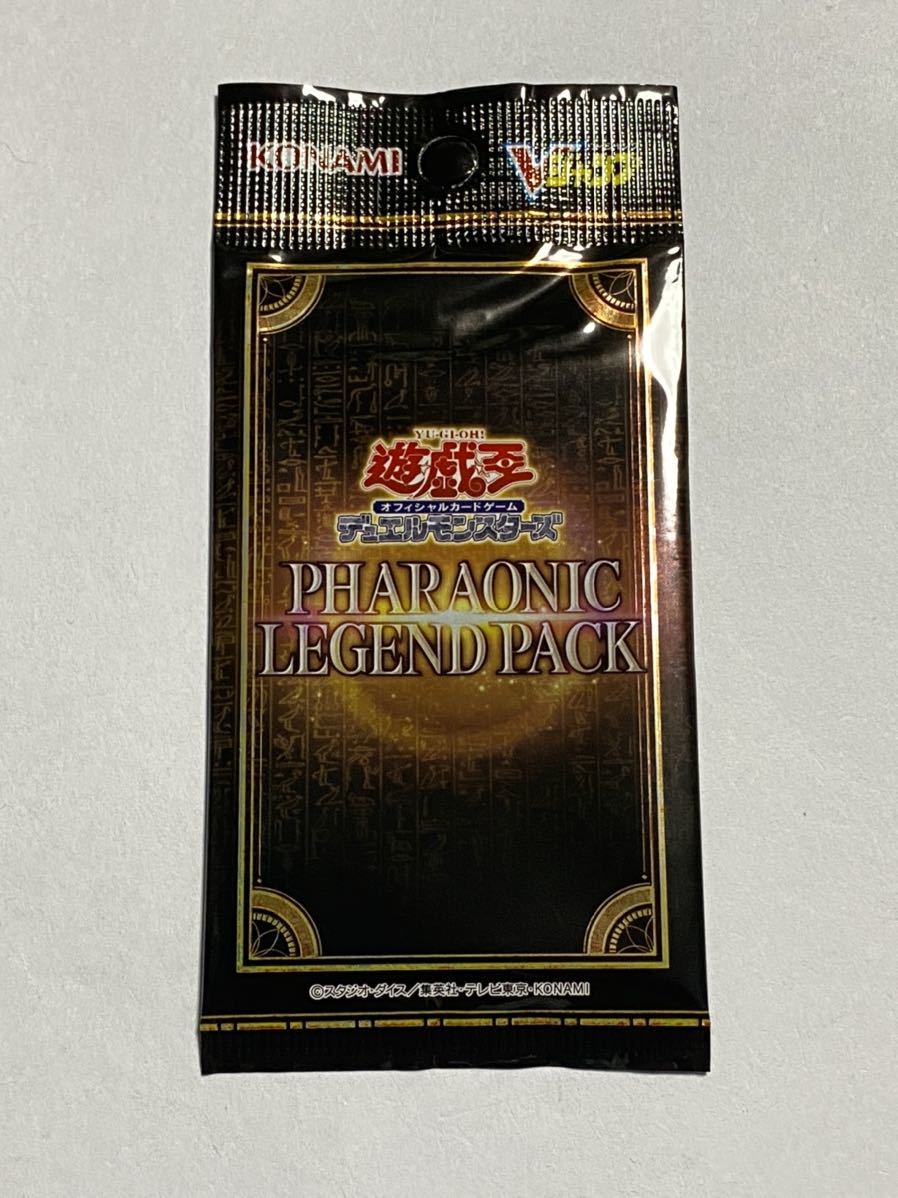 KONAMI
Vジャンプ
YU-GI-OH!
遊戯王
オフィシャルカードゲーム
デュエルモンスターズ
PHARAONIC
LEGEND PACK
©スタジオ・ダイス/集英社・テレビ東京・KONAMI